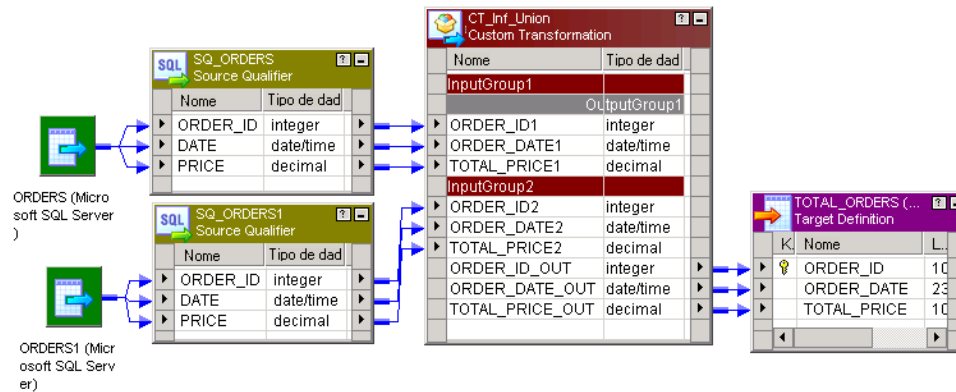 CT_Inf_Union
Custom Transformation
Nome Tipo de dad
InputGroup1
OutputGroup1
ORDER_ID1 integer
ORDER_DATE1 date/time
TOTAL_PRICE1 decimal
InputGroup2
ORDER_ID2 integer
ORDER_DATE2 date/time
TOTAL_PRICE2 decimal
ORDER_ID_OUT integer
ORDER_DATE_OUT date/time
TOTAL_PRICE_OUT decimal
SQL SQ_ORDERS
Source Qualifier
Nome Tipo de dad
ORDER_ID integer
DATE date/time
PRICE decimal
ORDERS (Micro
soft SQL Server
)
SQL SQ_ORDERS1
Source Qualifier
Nome Tipo de dad
ORDER_ID integer
DATE date/time
PRICE decimal
ORDERS1 (Micr
osoft SQL Serv
er)
TOTAL_ORDERS (...
Target Definition
K. Nome L..
ORDER_ID 10
ORDER_DATE 23
TOTAL_PRICE 10